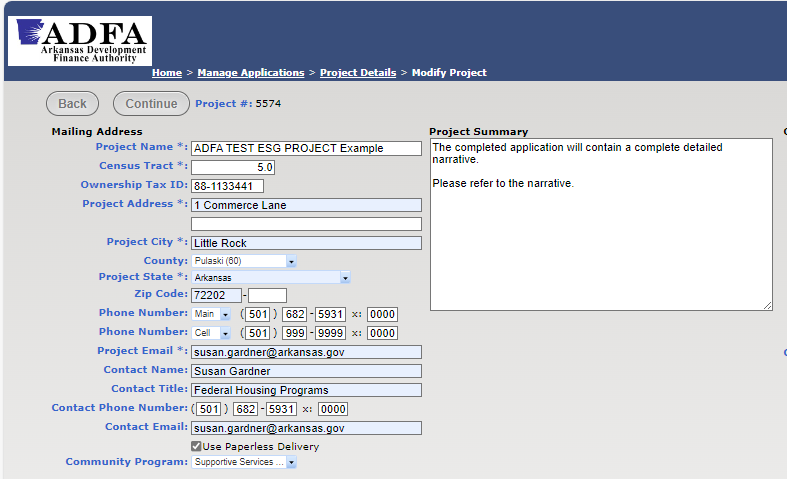 ADFA
Arkansas Development
Finance Authority
Home > Manage Applications > Project Details > Modify Project
Back Continue Project #: 5574
Mailing Address
Project Name *: ADFA TEST ESG PROJECT Example
Census Tract *: 5.0
Ownership Tax ID: 88-1133441
Project Address *: 1 Commerce Lane
Project City *: Little Rock
County: Pulaski (60)
Project State *: Arkansas
Zip Code: 72202 -
Phone Number: Main (501) 682-5931 x: 0000
Phone Number: Cell (501) 999-9999 x: 0000
Project Email *: susan.gardner@arkansas.gov
Contact Name: Susan Gardner
Contact Title: Federal Housing Programs
Contact Phone Number: (501) 682-5931 x: 0000
Contact Email: susan.gardner@arkansas.gov
Use Paperless Delivery
Community Program: Supportive Services ...
Project Summary
The completed application will contain a complete detailed
narrative.
Please refer to the narrative.